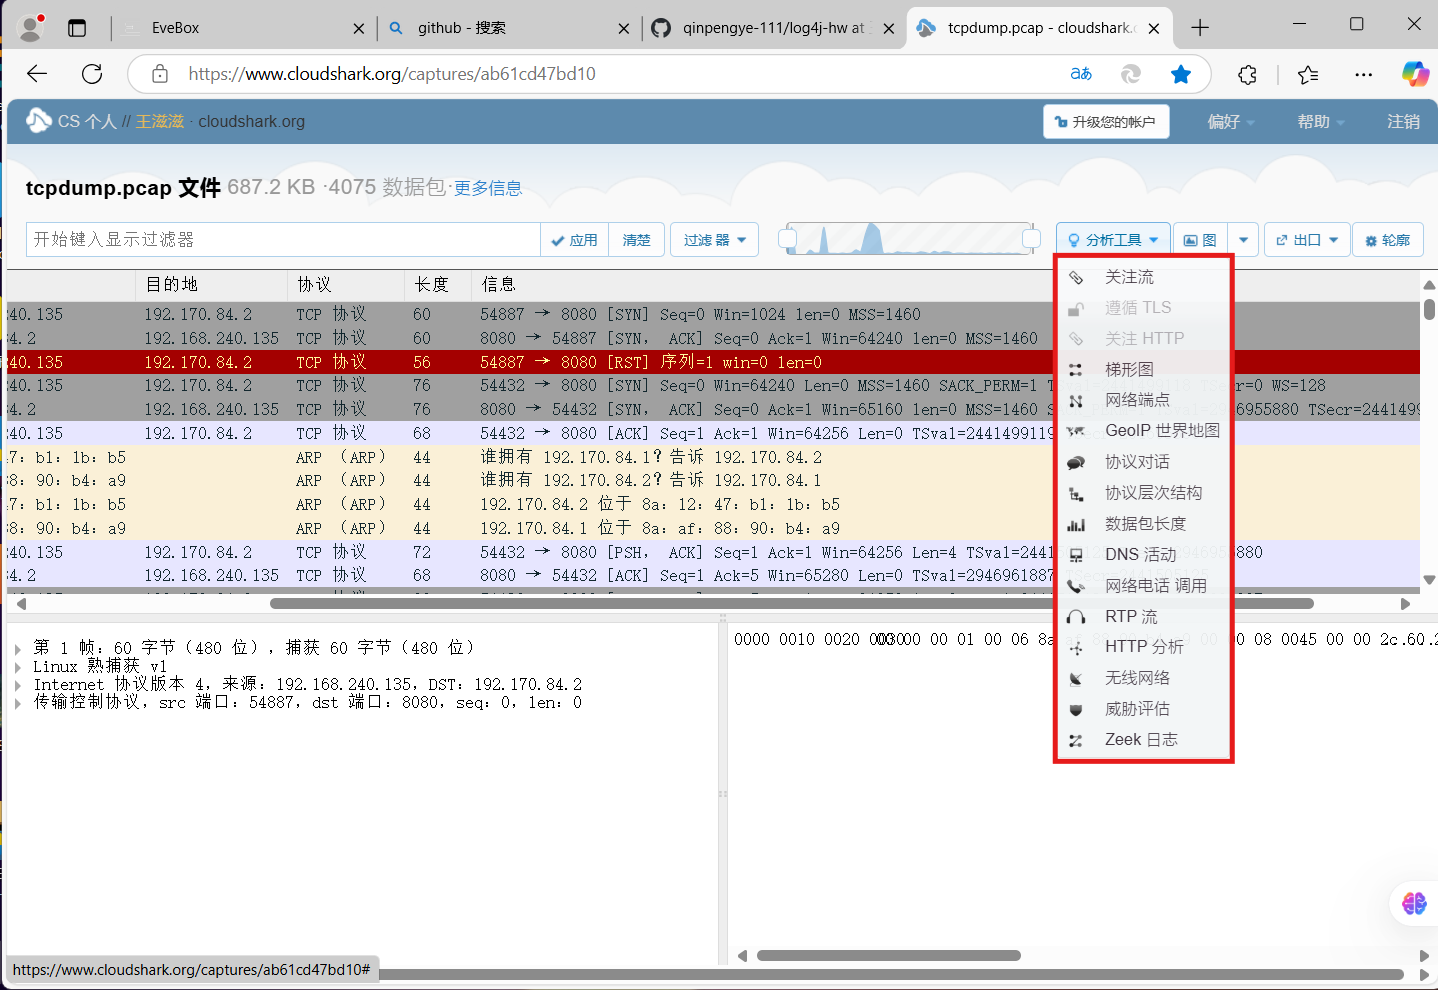 EveBox
github - 搜索
qinpengye-111/log4j-hw at
tcpdump.pcap - cloudshark.
https://www.cloudshark.org/captures/ab61cd47bd10
aあ
CS 个人 // 王滋滋 · cloudshark.org
升级您的帐户
偏好
帮助
注销
tcpdump.pcap 文件 687.2 KB ·4075 数据包·更多信息
开始键入显示过滤器
应用
清楚
过滤 器
分析工具
图
出口
轮廓
目的地 协议 长度 信息
40.135 192.170.84.2 TCP 协议 60 54887 → 8080 [SYN] Seq=0 Win=1024 len=0 MSS=1460
4.2 192.168.240.135 TCP 协议 60 8080 → 54887 [SYN, ACK] Seq=0 Ack=1 Win=64240 len=0 MSS=1460
40.135 192.170.84.2 TCP 协议 56 54887 → 8080 [RST] 序列=1 win=0 len=0
40.135 192.170.84.2 TCP 协议 76 54432 → 8080 [SYN] Seq=0 Win=64240 Len=0 MSS=1460 SACK_PERM=1 TSecr=0 WS=128
4.2 192.168.240.135 TCP 协议 76 8080 → 54432 [SYN, ACK] Seq=0 Ack=1 Win=65160 len=0 MSS=1460 TSecr=24414991
40.135 192.170.84.2 TCP 协议 68 54432 → 8080 [ACK] Seq=1 Ack=1 Win=64256 Len=0 TSval=2441499119
47: b1: 1b: b5 ARP (ARP) 44 谁拥有 192.170.84.1? 告诉 192.170.84.2
88: 90: b4: a9 ARP (ARP) 44 谁拥有 192.170.84.2? 告诉 192.170.84.1
47: b1: 1b: b5 ARP (ARP) 44 192.170.84.2 位于 8a: 12: 47: b1: 1b: b5
88: 90: b4: a9 ARP (ARP) 44 192.170.84.1 位于 8a: af: 88: 90: b4: a9
40.135 192.170.84.2 TCP 协议 72 54432 → 8080 [PSH, ACK] Seq=1 Ack=1 Win=64256 Len=4
4.2 192.168.240.135 TCP 协议 68 8080 → 54432 [ACK] Seq=1 Ack=5 Win=65280 Len=0 TSval=2946961887
关注流
遵循 TLS
关注 HTTP
梯形图
网络端点
GeoIP 世界地图
协议对话
协议层次结构
数据包长度
DNS 活动
网络电话 调用
RTP 流
HTTP 分析
无线网络
威胁评估
Zeek 日志
第 1 帧: 60 字节 (480 位) , 捕获 60 字节 (480 位)
Linux 熟捕获 v1
Internet 协议版本 4, 来源: 192.168.240.135, DST: 192.170.84.2
传输控制协议, src 端口: 54887, dst 端口: 8080, seq: 0, len: 0
0000 0010 0020 00 00 01 00 06 08 0045 00 00 2c
https://www.cloudshark.org/captures/ab61cd47bd10#